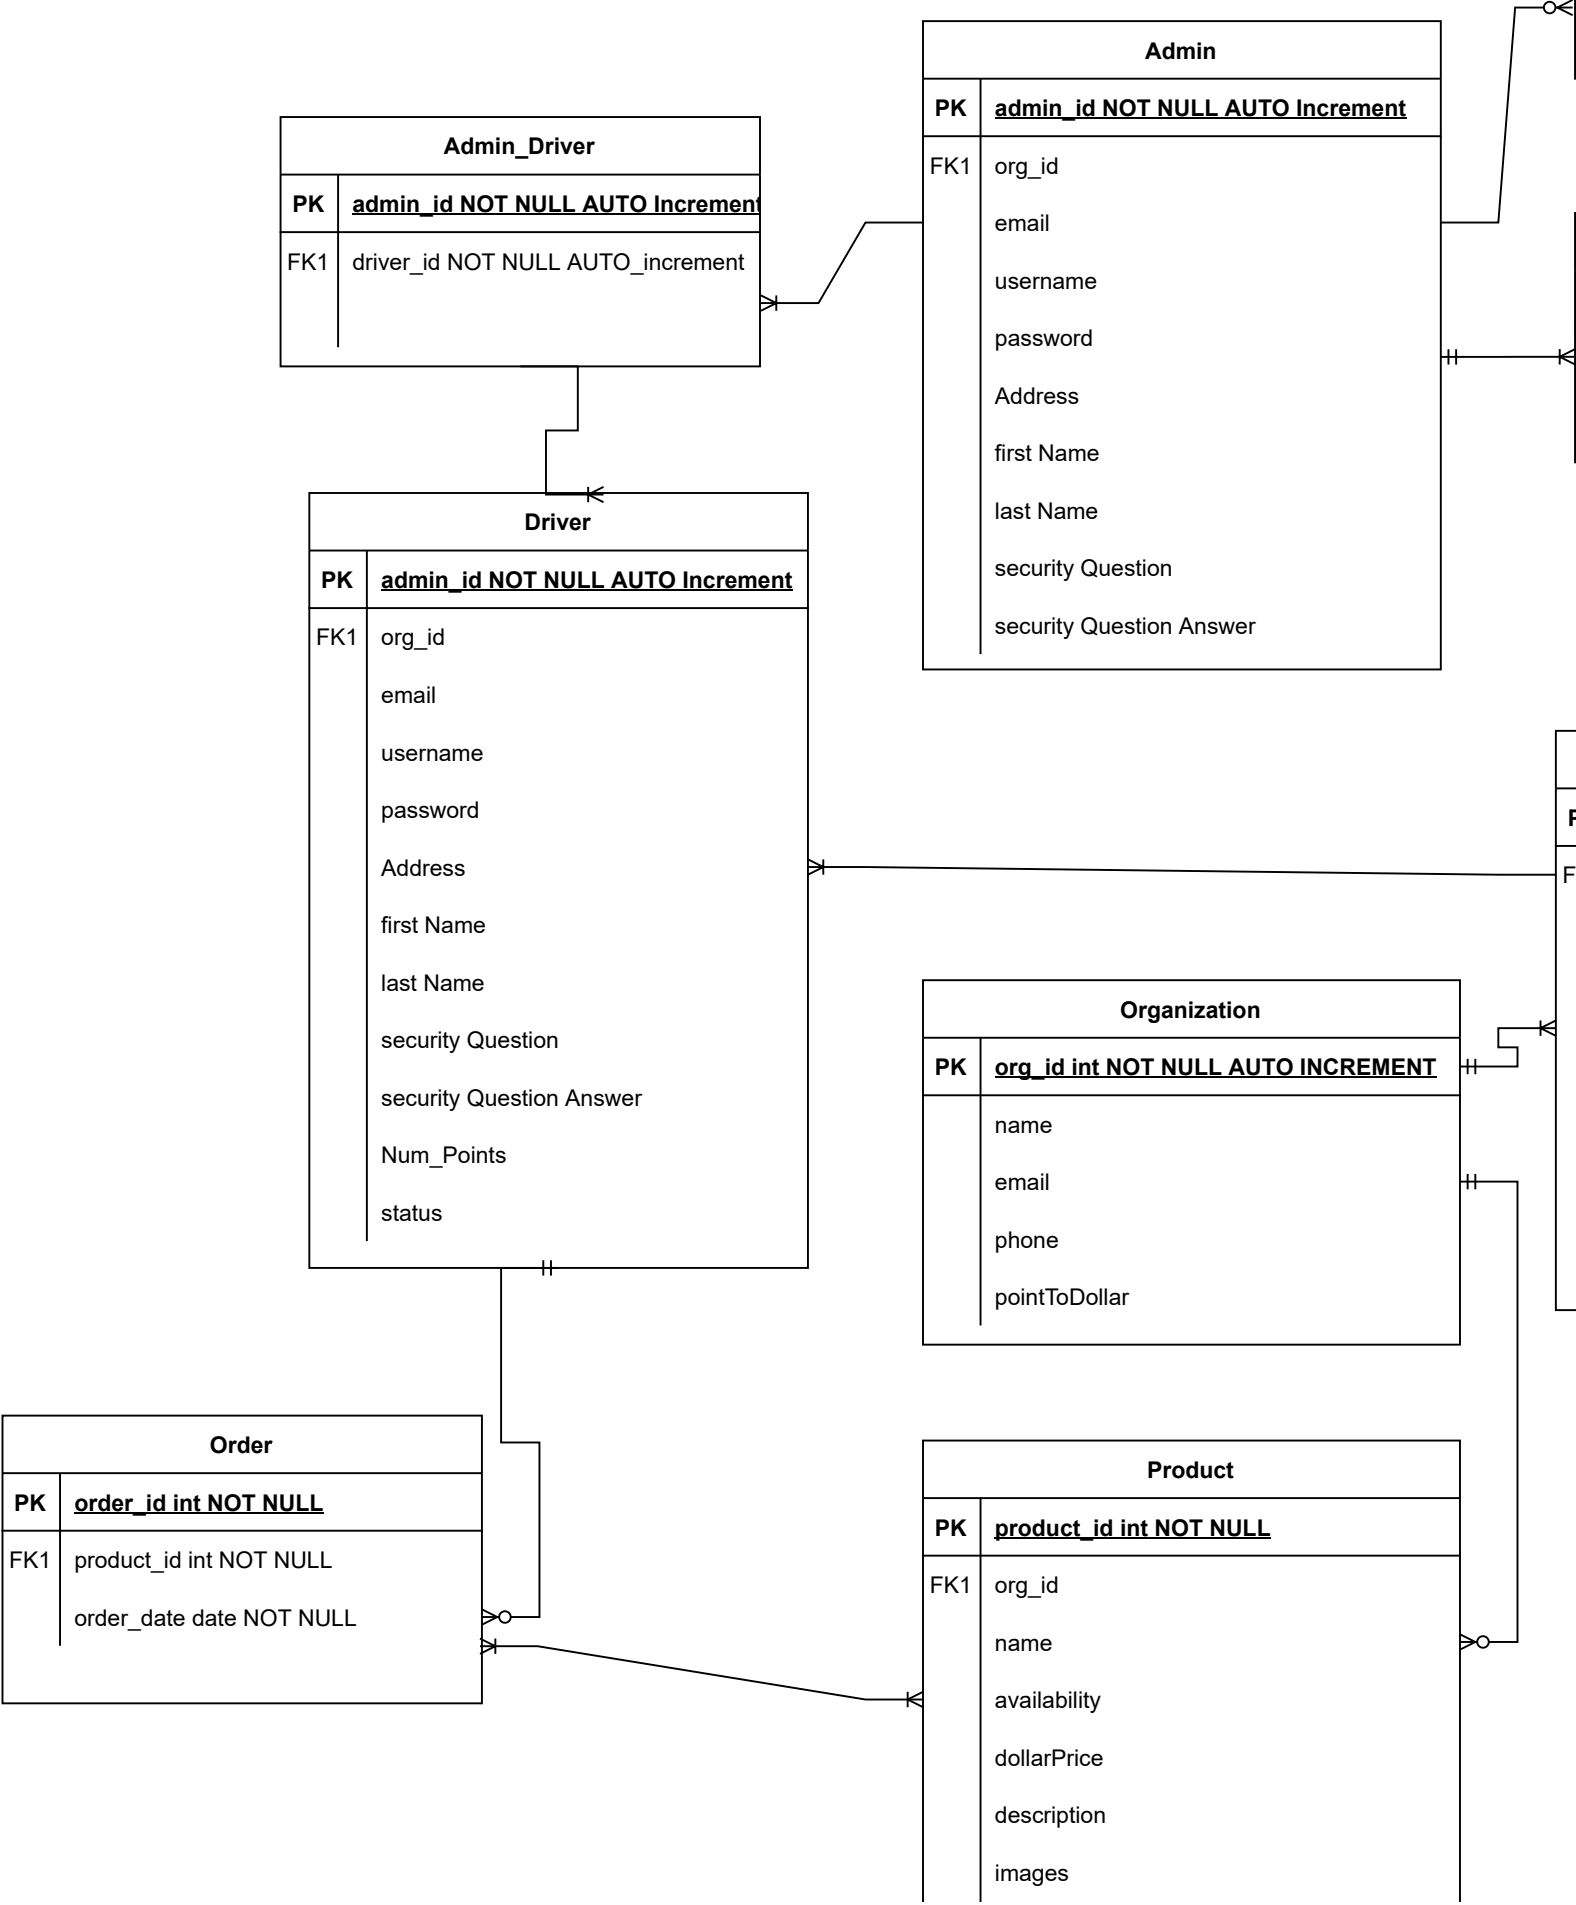 Admin
PK admin_id NOT NULL AUTO Increment
FK1 org_id
email
username
password
Address
first Name
last Name
security Question
security Question Answer
Admin_Driver
PK admin_id NOT NULL AUTO Increment
FK1 driver_id NOT NULL AUTO_increment
Driver
PK admin_id NOT NULL AUTO Increment
FK1 org_id
email
username
password
Address
first Name
last Name
security Question
security Question Answer
Num_Points
status
Organization
PK org_id int NOT NULL AUTO INCREMENT
name
email
phone
pointToDollar
Order
PK order_id int NOT NULL
FK1 product_id int NOT NULL
order_date date NOT NULL
Product
PK product_id int NOT NULL
FK1 org_id
name
availability
dollarPrice
description
images